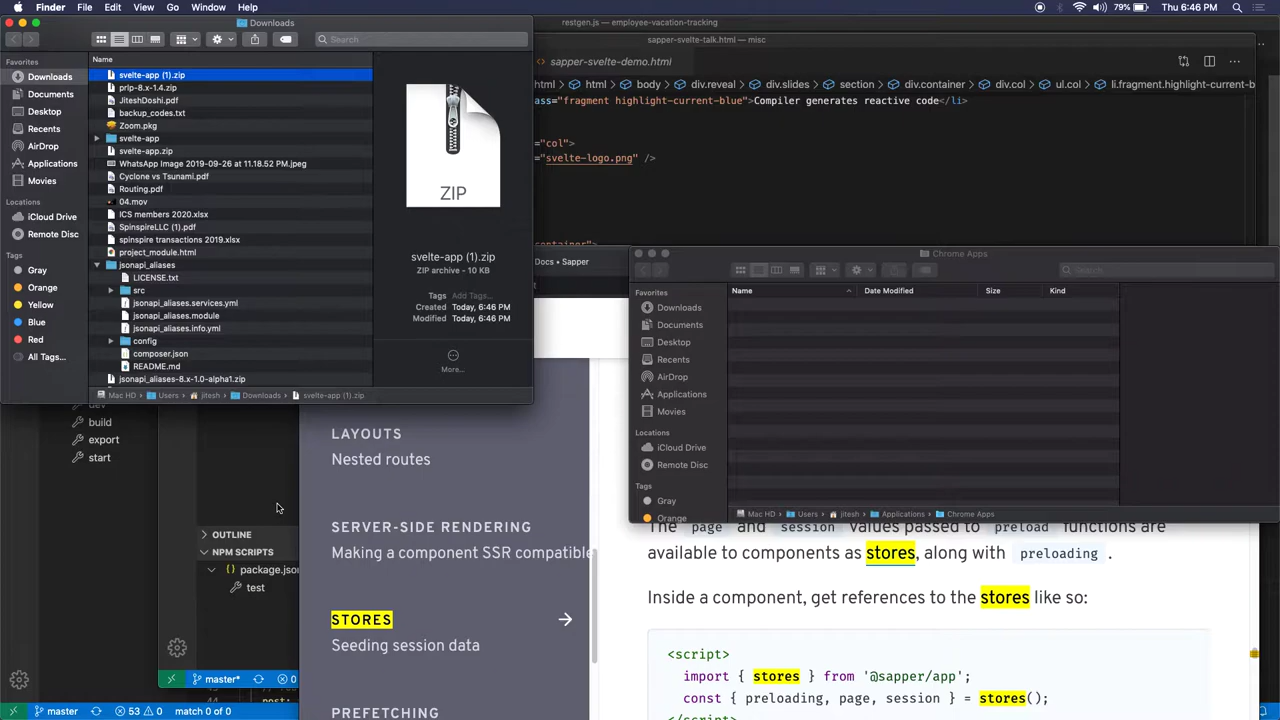 Finder File Edit View Go Window Help
79% Thu 6:46 PM
restgen.js — employee-vacation-tracking
Downloads
Search
Favorites
Downloads
Documents
Desktop
Recents
AirDrop
Applications
Movies
Locations
iCloud Drive
Remote Disc
Tags
Gray
Orange
Yellow
Blue
Red
All Tags...
Name
svelte-app (1).zip
prlp-8.x-1.4.zip
JiteshDoshi.pdf
backup_codes.txt
Zoom.pkg
svelte-app
svelte-app.zip
WhatsApp Image 2019-09-26 at 11.18.52 PM.jpeg
Cyclone vs Tsunami.pdf
Routing.pdf
04.mov
ICS members 2020.xlsx
SpinspireLLC (1).pdf
spinspire transactions 2019.xlsx
project_module.html
jsonapi_aliases
LICENSE.txt
src
jsonapi_aliases.services.yml
jsonapi_aliases.module
jsonapi_aliases.info.yml
config
composer.json
README.md
jsonapi_aliases-8.x-1.0-alpha1.zip
ZIP
svelte-app (1).zip
ZIP archive - 10 KB
Tags Add Tags...
Created Today, 6:46 PM
Modified Today, 6:46 PM
More...
Mac HD Users jitesh Downloads svelte-app (1).zip
sapper-svelte-talk.html — misc
sapper-svelte-demo.html
html html body div.reveal div.slides section div.container div.col ul.col li.fragment.highlight-current-b
ass="fragment highlight-current-blue">Compiler generates reactive code</li>
="col">
="svelte-logo.png" />
container">
Docs • Sapper
Chrome Apps
Search
Favorites
Downloads
Documents
Desktop
Recents
AirDrop
Applications
Movies
Locations
iCloud Drive
Remote Disc
Tags
Gray
Orange
Name Date Modified Size Kind
Mac HD Users jitesh Applications Chrome Apps
dev
build
export
start
OUTLINE
NPM SCRIPTS
package.json
test
master* 0
master 53 0 match 0 of 0
LAYOUTS
Nested routes
SERVER-SIDE RENDERING
Making a component SSR compatible
STORES
Seeding session data
PREFETCHING
The page and session values passed to preload functions are
available to components as stores, along with preloading .
Inside a component, get references to the stores like so:
<script>
import { stores } from '@sapper/app';
const { preloading, page, session } = stores();
</script>